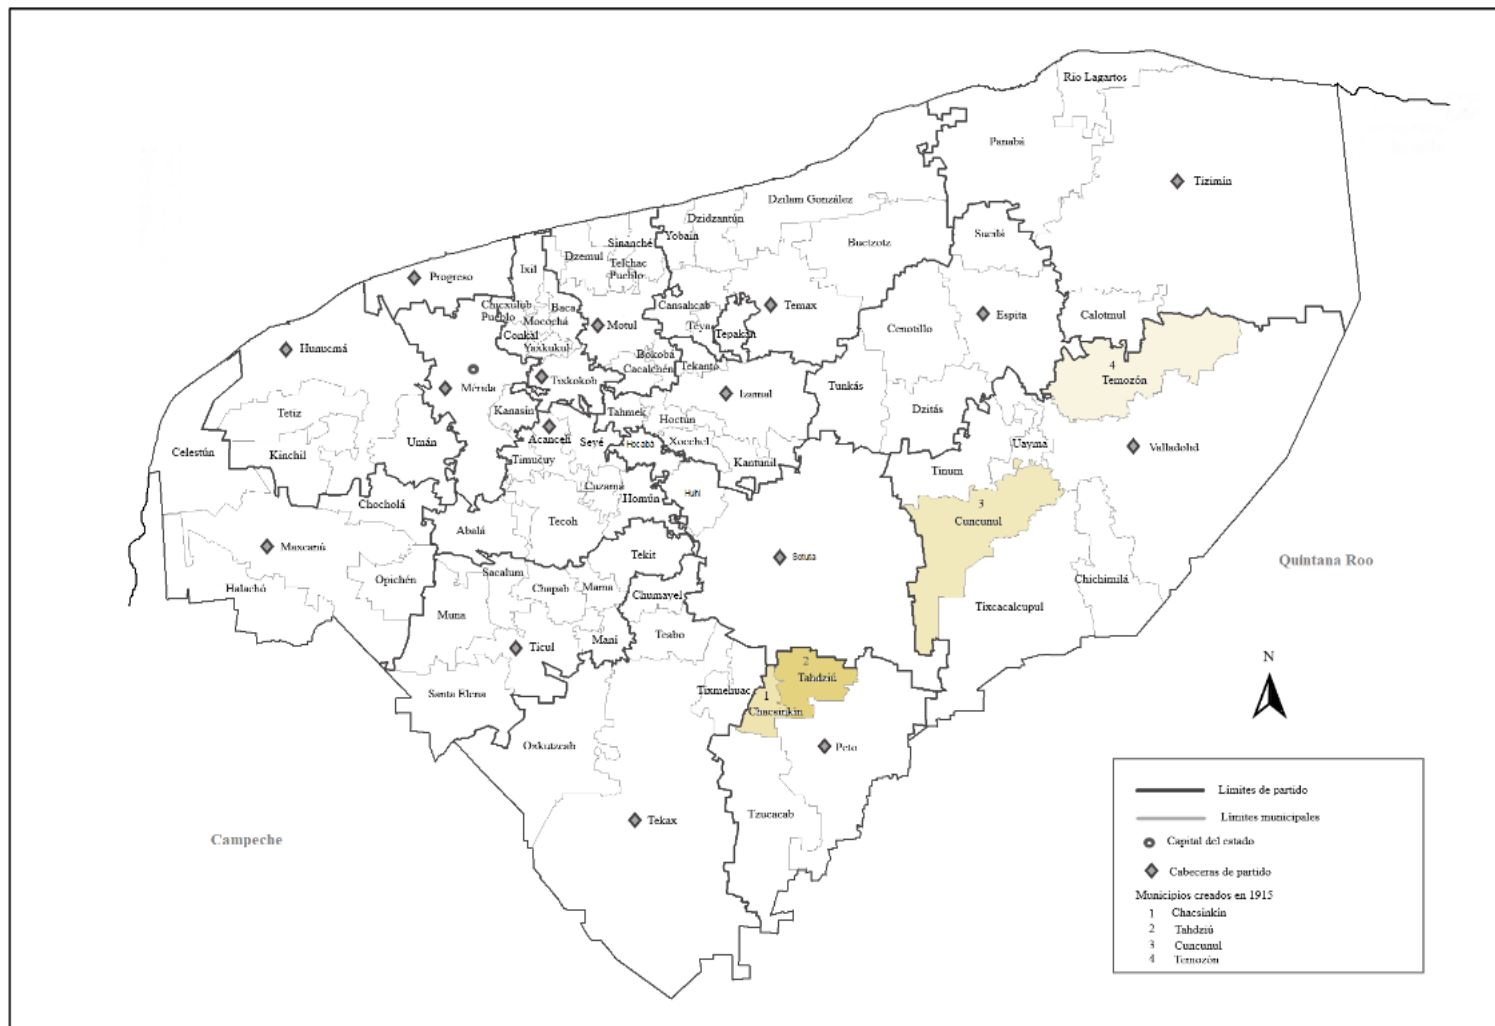 Rio Lagartos
Panabá
Tizimín
Dzilam González
Dzidzantún
Yobaín
Buctzotz
Sucilá
Sinanché
Dzemul
Telchac
Pueblo
Ixil
Progreso
Chicxulub
Pueblo
Baca
Mocochá
Conkal
Yaxkukul
Motul
Cansahcab
Teya
Tepakán
Temax
Cenotillo
Espita
Calotmul
4
Temozón
Hunucmá
Mérida
Tixkokob
Bokobá
Cacalchén
Tekantó
Izamal
Tunkás
Dzitás
Tetiz
Kinchil
Celestún
Umán
Kanasín
Acanceh
Timucuy
Seyé
Tahmek
Hocabá
Hoctún
Xocchel
Kantunil
Uayma
Tinum
Valladolid
3
Cuncunul
Chocholá
Abalá
Tecoh
Cuzamá
Homún
Huhí
Maxcanú
Halachó
Opichén
Tekit
Sotuta
Quintana Roo
Chichimilá
Tixcacalcupul
Sacalum
Chapab
Mama
Chumayel
Muna
Ticul
Maní
Teabo
Santa Elena
Tixmehuac
2
Tahdziú
1
Chacsinkín
Oxkutzcab
Peto
Tekax
Tzucacab
Campeche
N
Límites de partido
Límites municipales
Capital del estado
Cabeceras de partido
Municipios creados en 1915
1 Chacsinkín
2 Tahdziú
3 Cuncunul
4 Temozón